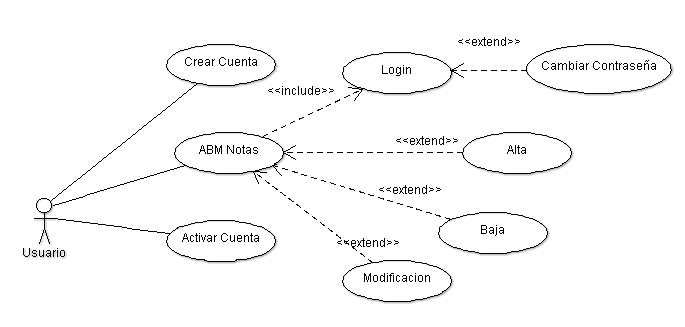 <<extend>>
Crear Cuenta
Login
Cambiar Contraseña
<<include>>
ABM Notas
<<extend>>
Alta
<<extend>>
Baja
Activar Cuenta
<<extend>>
Usuario
Modificacion